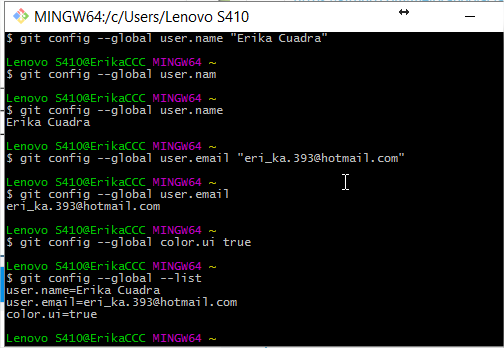 MINGW64:/c/Users/Lenovo S410
$ git config --global user.name "Erika Cuadra"
Lenovo S410@ErikaCCC MINGW64 ~
$ git config --global user.nam
Lenovo S410@ErikaCCC MINGW64 ~
$ git config --global user.name
Erika Cuadra
Lenovo S410@ErikaCCC MINGW64 ~
$ git config --global user.email "eri_ka.393@hotmail.com"
Lenovo S410@ErikaCCC MINGW64 ~
$ git config --global user.email
eri_ka.393@hotmail.com
Lenovo S410@ErikaCCC MINGW64 ~
$ git config --global color.ui true
Lenovo S410@ErikaCCC MINGW64 ~
$ git config --global --list
user.name=Erika Cuadra
user.email=eri_ka.393@hotmail.com
color.ui=true
Lenovo S410@ErikaCCC MINGW64 ~